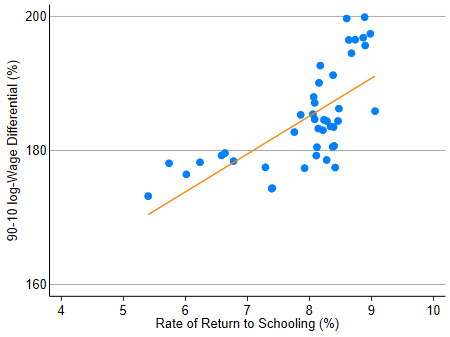 200
180
160
90-10 log-Wage Differential (%)
4 5 6 7 8 9 10
Rate of Return to Schooling (%)